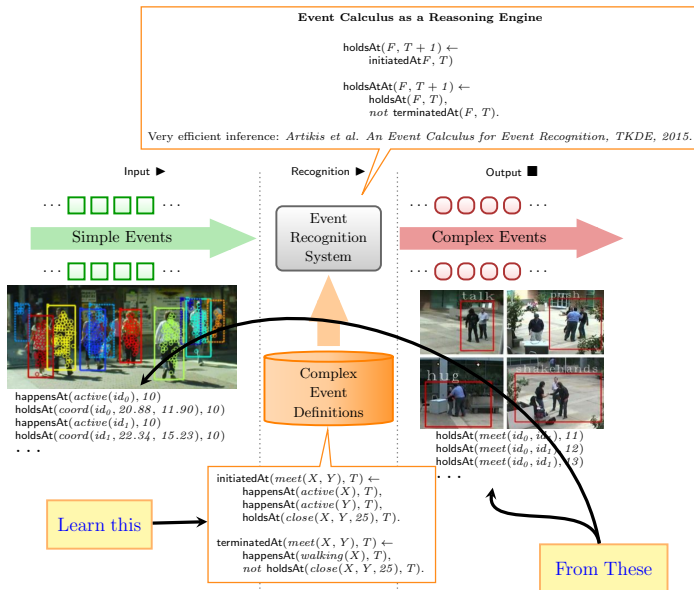 Event Calculus as a Reasoning Engine
holdsAt(F, T + 1) ←
initiatedAtF, T)
holdsAtAt(F, T + 1) ←
holdsAt(F, T),
not terminatedAt(F, T).
Very efficient inference: Artikis et al. An Event Calculus for Event Recognition, TKDE, 2015.
Input ▶
Recognition ▶
Output ■
· · · · · ·
· · · · · ·
Simple Events
Event
Recognition
System
Complex Events
· · · · · ·
· · · · · ·
talk
push
hug
shakehands
happensAt(active(id₀), 10)
holdsAt(coord(id₀, 20.88, 11.90), 10)
happensAt(active(id₁), 10)
holdsAt(coord(id₁, 22.34, 15.23), 10)
. . .
Complex
Event
Definitions
holdsAt(meet(id₀, id₁), 11)
holdsAt(meet(id₀, id₁), 12)
holdsAt(meet(id₀, id₁), 13)
. . .
initiatedAt(meet(X, Y), T) ←
happensAt(active(X), T),
happensAt(active(Y), T),
holdsAt(close(X, Y, 25), T).
terminatedAt(meet(X, Y), T) ←
happensAt(walking(X), T),
not holdsAt(close(X, Y, 25), T).
Learn this
From These